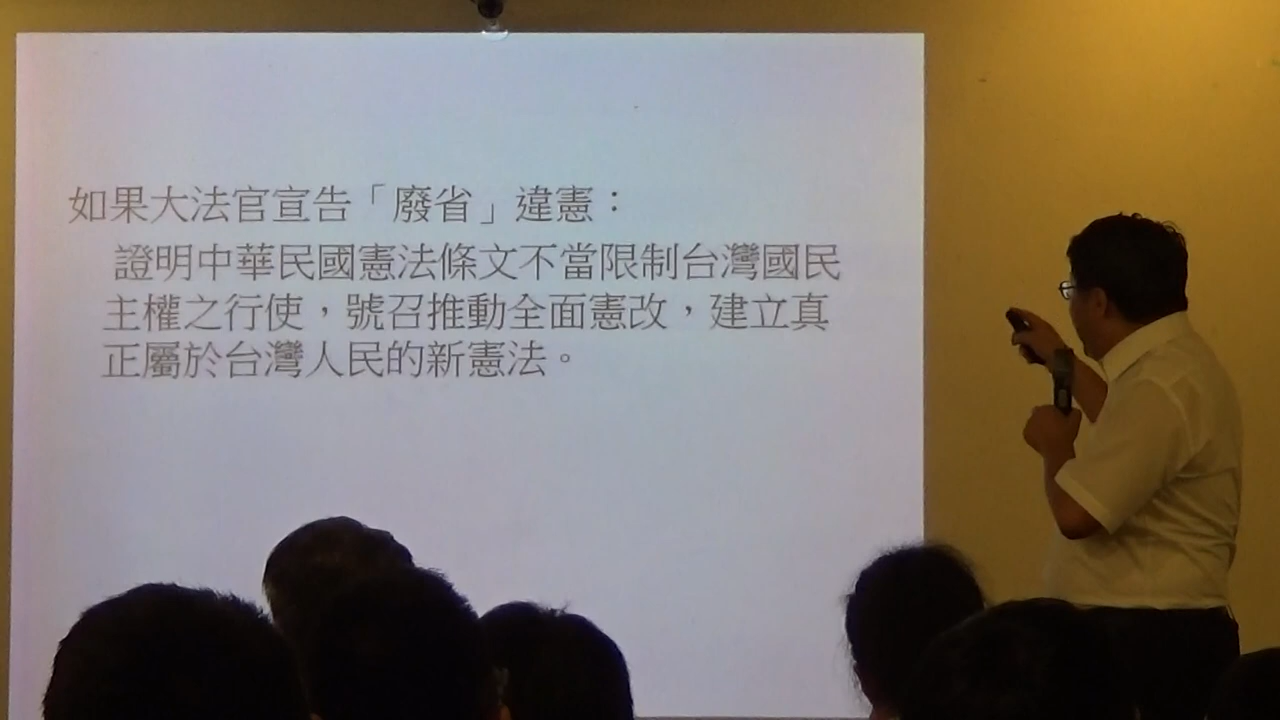 如果大法官宣告「廢省」違憲：
證明中華民國憲法條文不當限制台灣國民
主權之行使，號召推動全面憲改，建立真
正屬於台灣人民的新憲法。